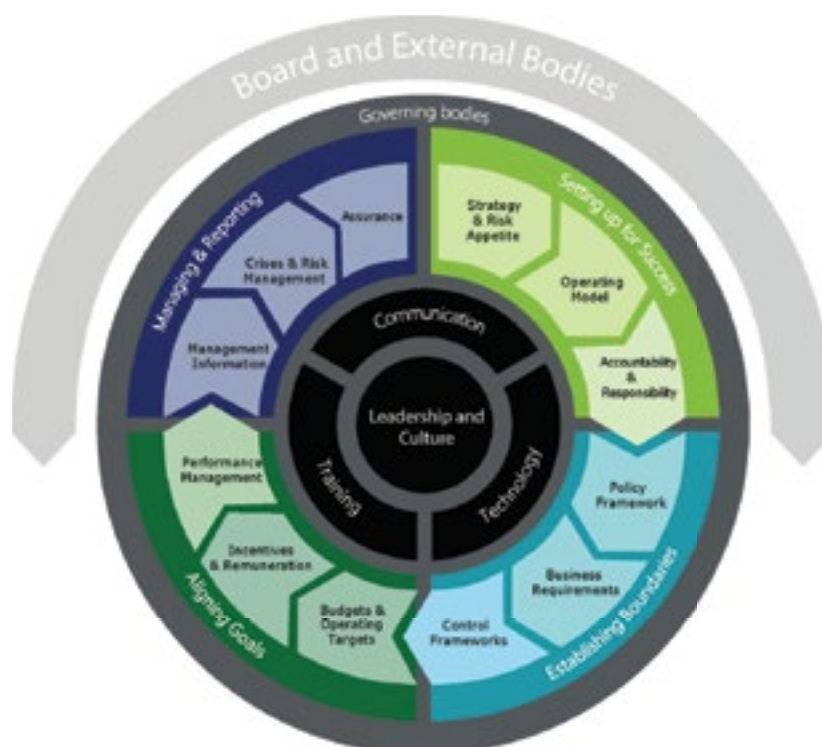 Board and External Bodies
Governing bodies
Managing & Reporting
Setting up for Success
Assurance
Strategy
& Risk
Appetite
Crises & Risk
Management
Operating
Model
Management
Information
Accountability
&
Responsibility
Communication
Leadership and
Culture
Training
Technology
Performance
Management
Policy
Framework
Incentives
& Remuneration
Business
Requirements
Budgets &
Operating
Targets
Control
Frameworks
Aligning Goals
Establishing Boundaries